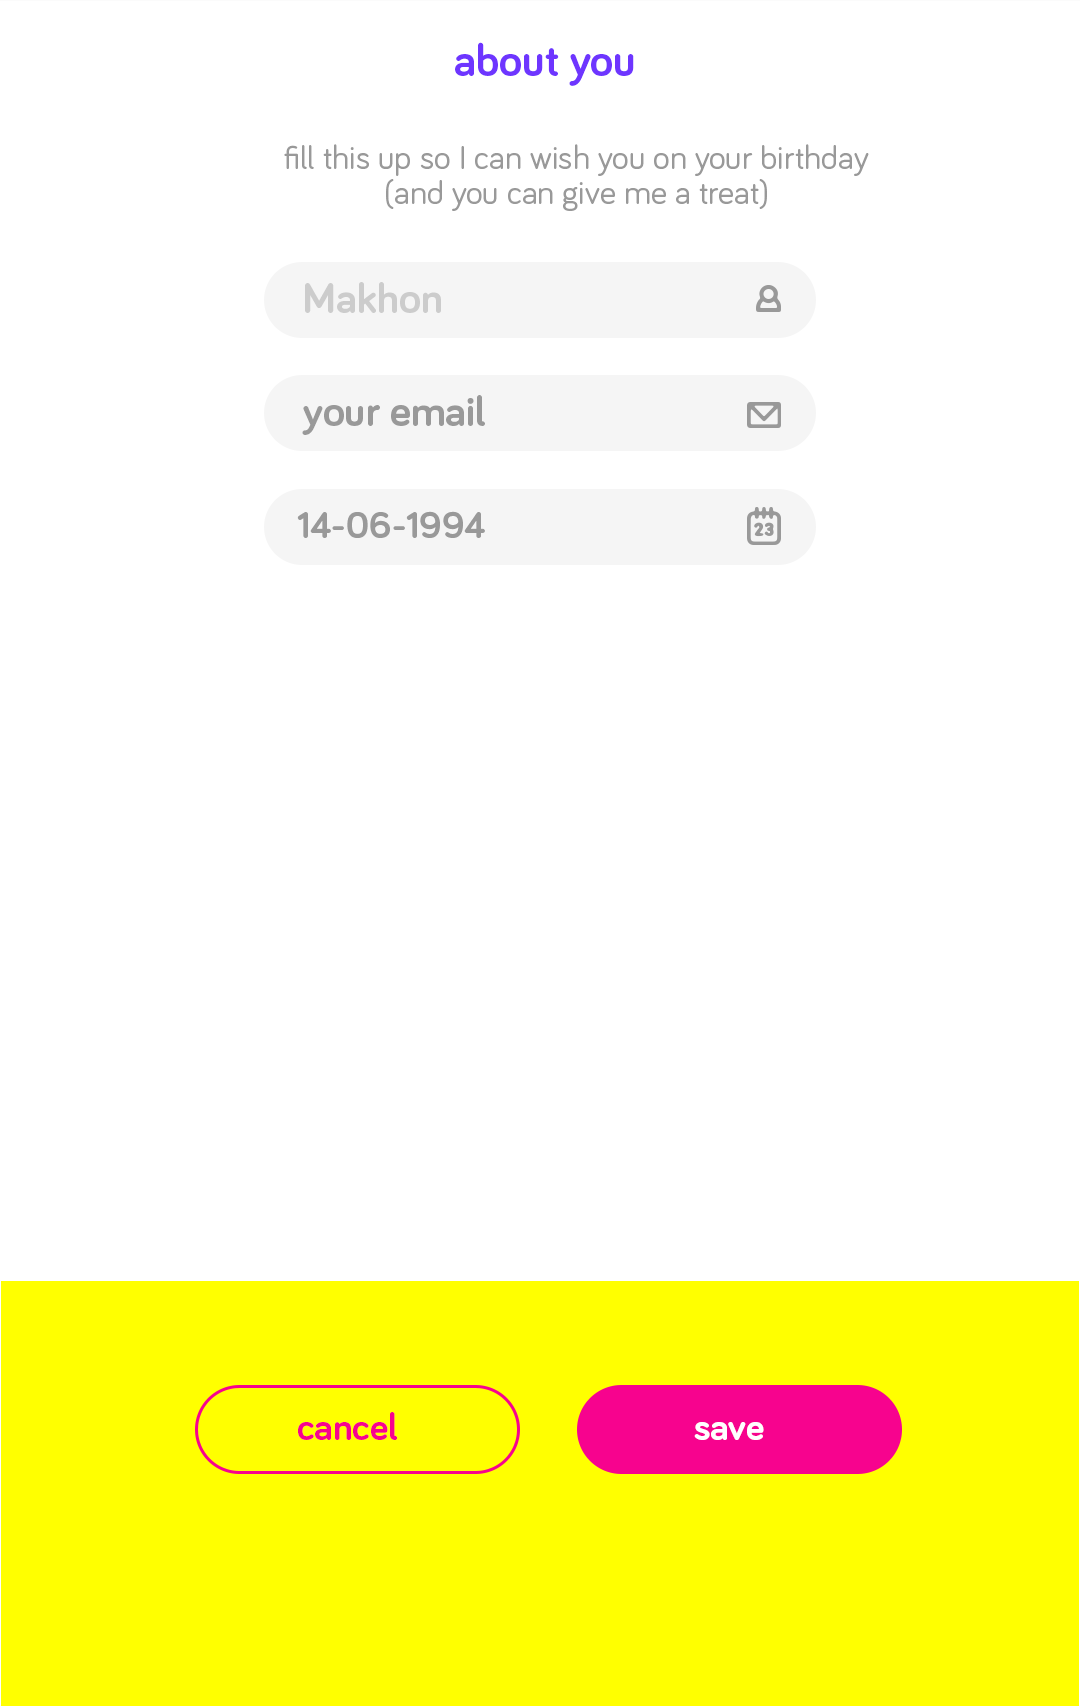 about you
fill this up so I can wish you on your birthday
(and you can give me a treat)
Makhon
your email
14-06-1994
23
cancel
save